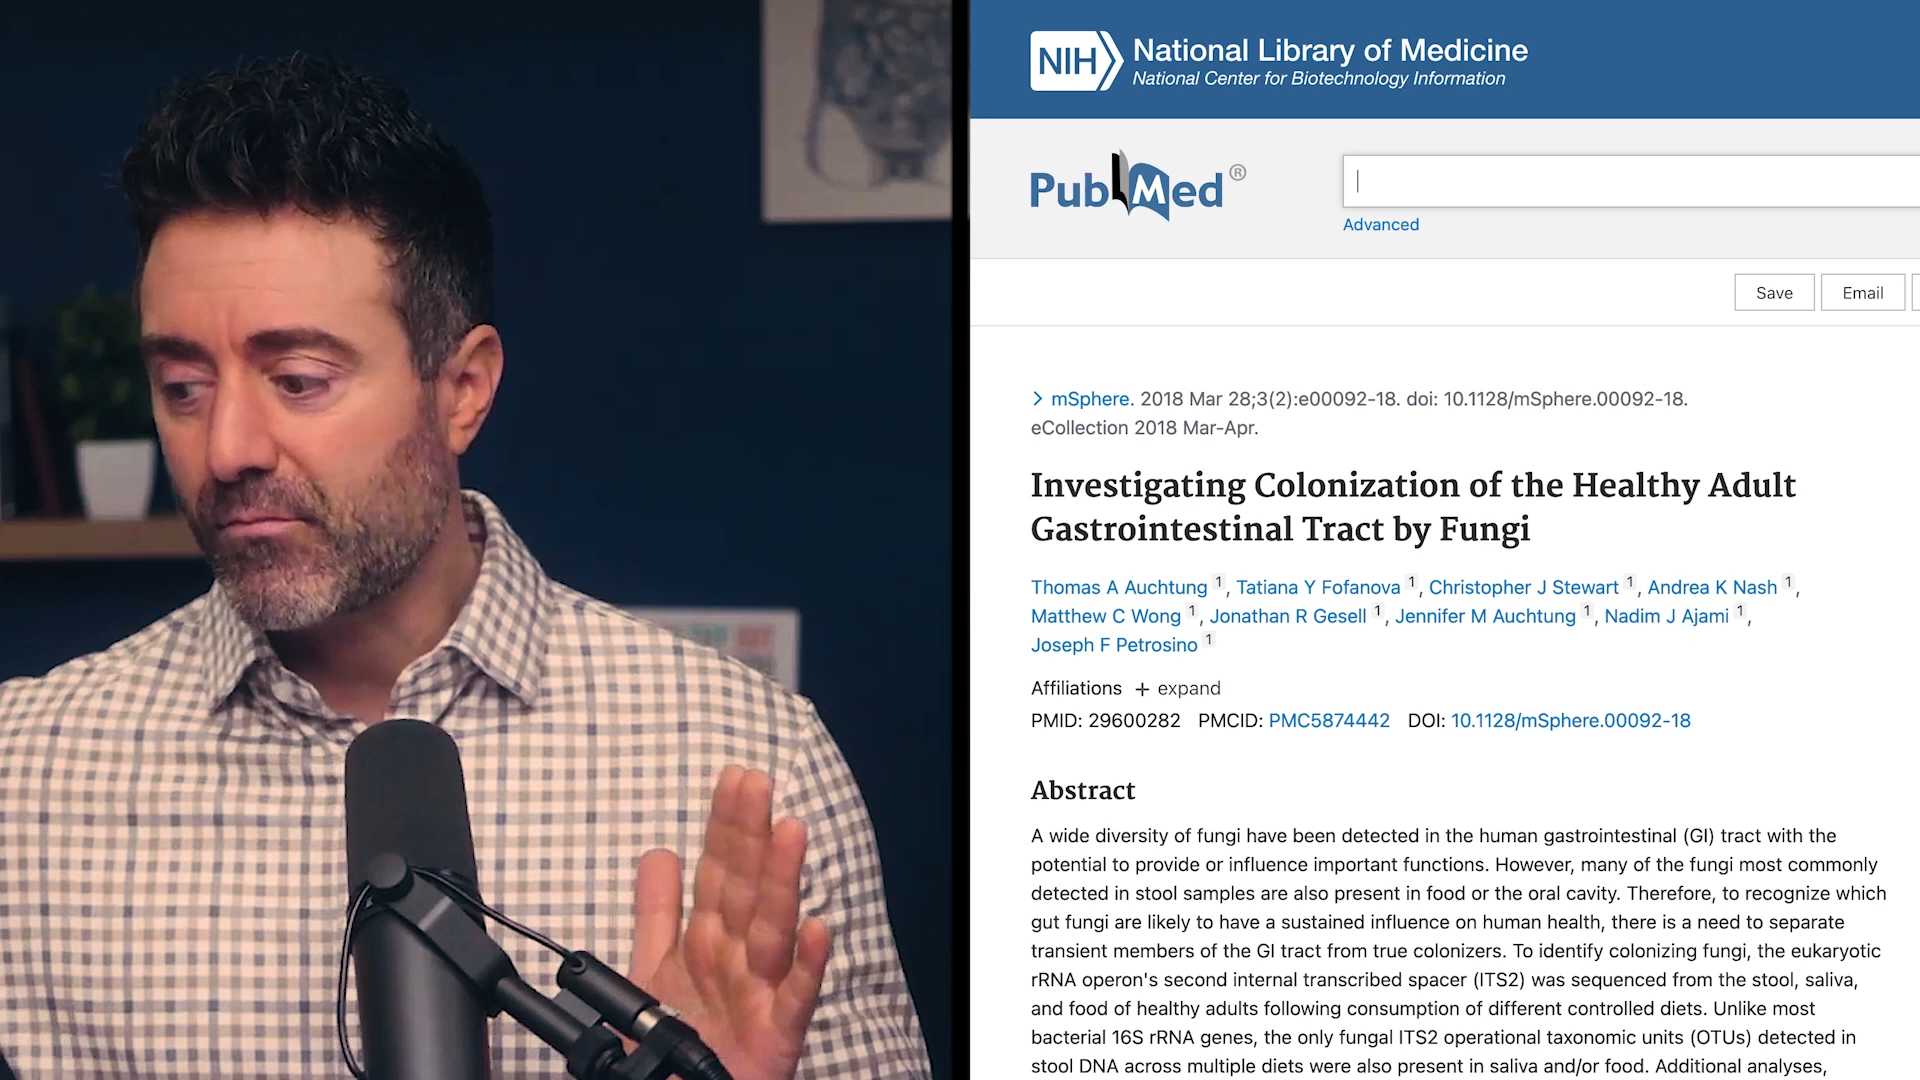 NIH National Library of Medicine
National Center for Biotechnology Information
PubMed®
Advanced
Save Email
> mSphere. 2018 Mar 28;3(2):e00092-18. doi: 10.1128/mSphere.00092-18.
eCollection 2018 Mar-Apr.
Investigating Colonization of the Healthy Adult
Gastrointestinal Tract by Fungi
Thomas A Auchtung 1, Tatiana Y Fofanova 1, Christopher J Stewart 1, Andrea K Nash 1,
Matthew C Wong 1, Jonathan R Gesell 1, Jennifer M Auchtung 1, Nadim J Ajami 1,
Joseph F Petrosino 1
Affiliations + expand
PMID: 29600282 PMCID: PMC5874442 DOI: 10.1128/mSphere.00092-18
Abstract
A wide diversity of fungi have been detected in the human gastrointestinal (GI) tract with the
potential to provide or influence important functions. However, many of the fungi most commonly
detected in stool samples are also present in food or the oral cavity. Therefore, to recognize which
gut fungi are likely to have a sustained influence on human health, there is a need to separate
transient members of the GI tract from true colonizers. To identify colonizing fungi, the eukaryotic
rRNA operon's second internal transcribed spacer (ITS2) was sequenced from the stool, saliva,
and food of healthy adults following consumption of different controlled diets. Unlike most
bacterial 16S rRNA genes, the only fungal ITS2 operational taxonomic units (OTUs) detected in
stool DNA across multiple diets were also present in saliva and/or food. Additional analyses,